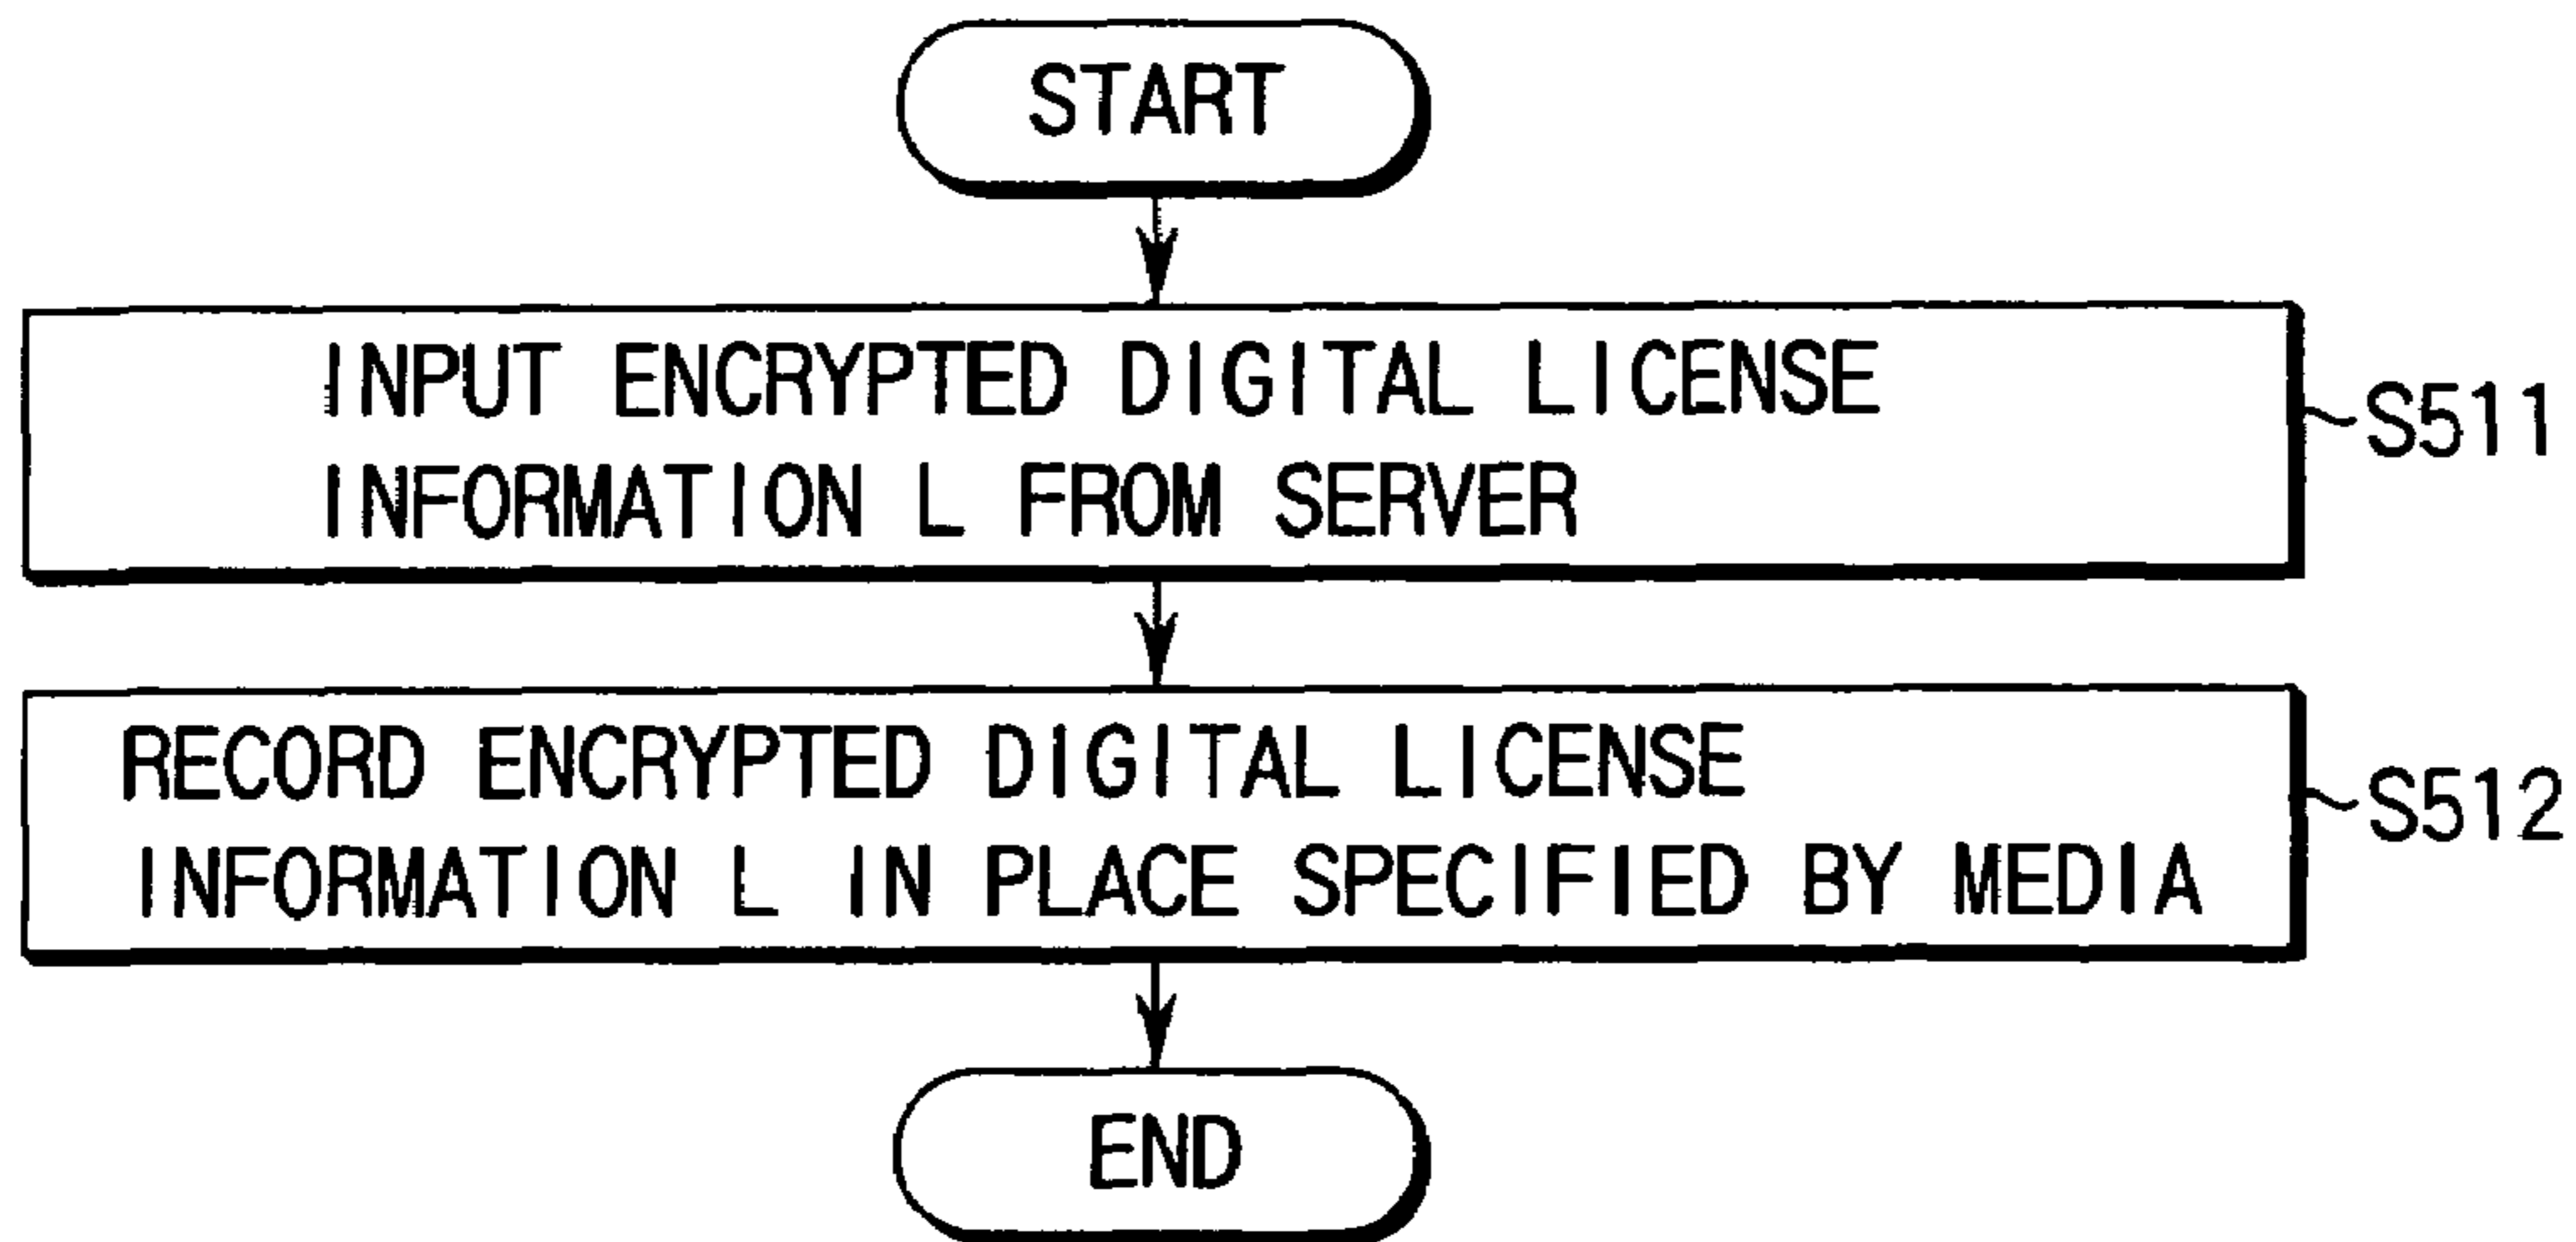 START
INPUT ENCRYPTED DIGITAL LICENSE
INFORMATION L FROM SERVER
S511
RECORD ENCRYPTED DIGITAL LICENSE
INFORMATION L IN PLACE SPECIFIED BY MEDIA
S512
END